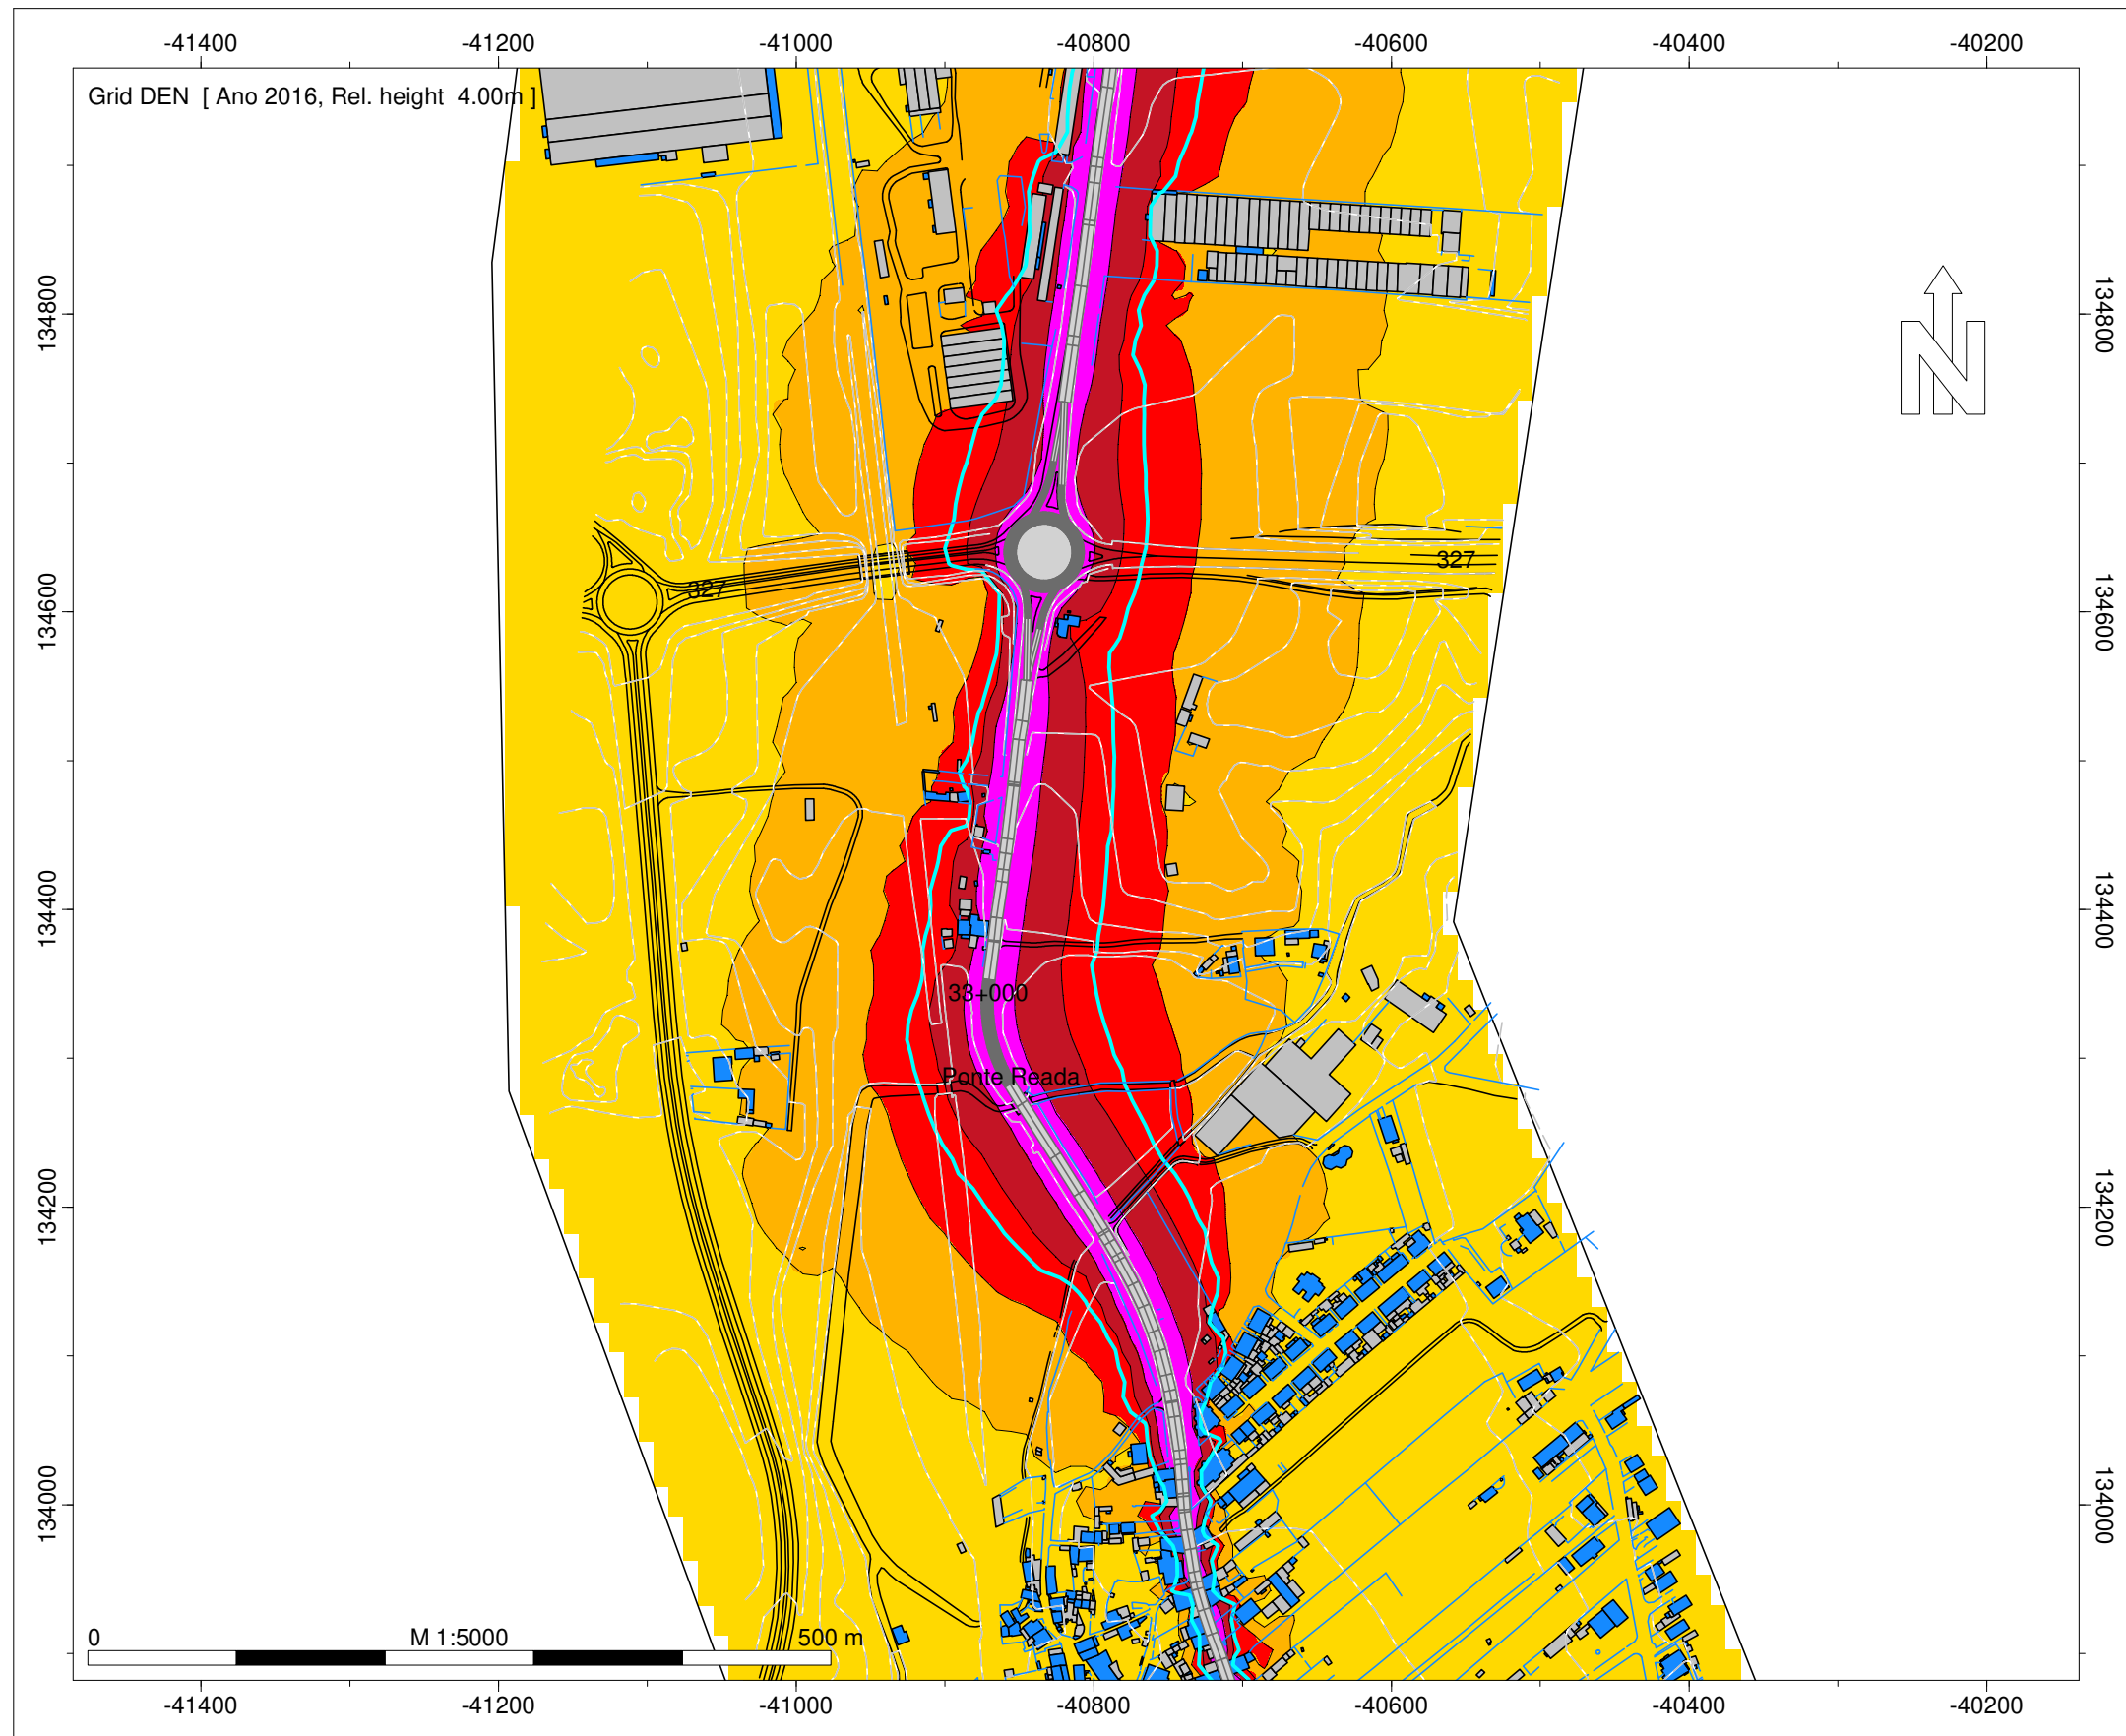 -41400 -41200 -41000 -40800 -40600 -40400 -40200
Grid DEN [ Ano 2016, Rel. height 4.00m ]
134800 134800
N
327
327
134600 134600
134400 134400
33+000
Ponte Reada
134200 134200
134000 134000
0 M 1:5000 500 m
-41400 -41200 -41000 -40800 -40600 -40400 -40200